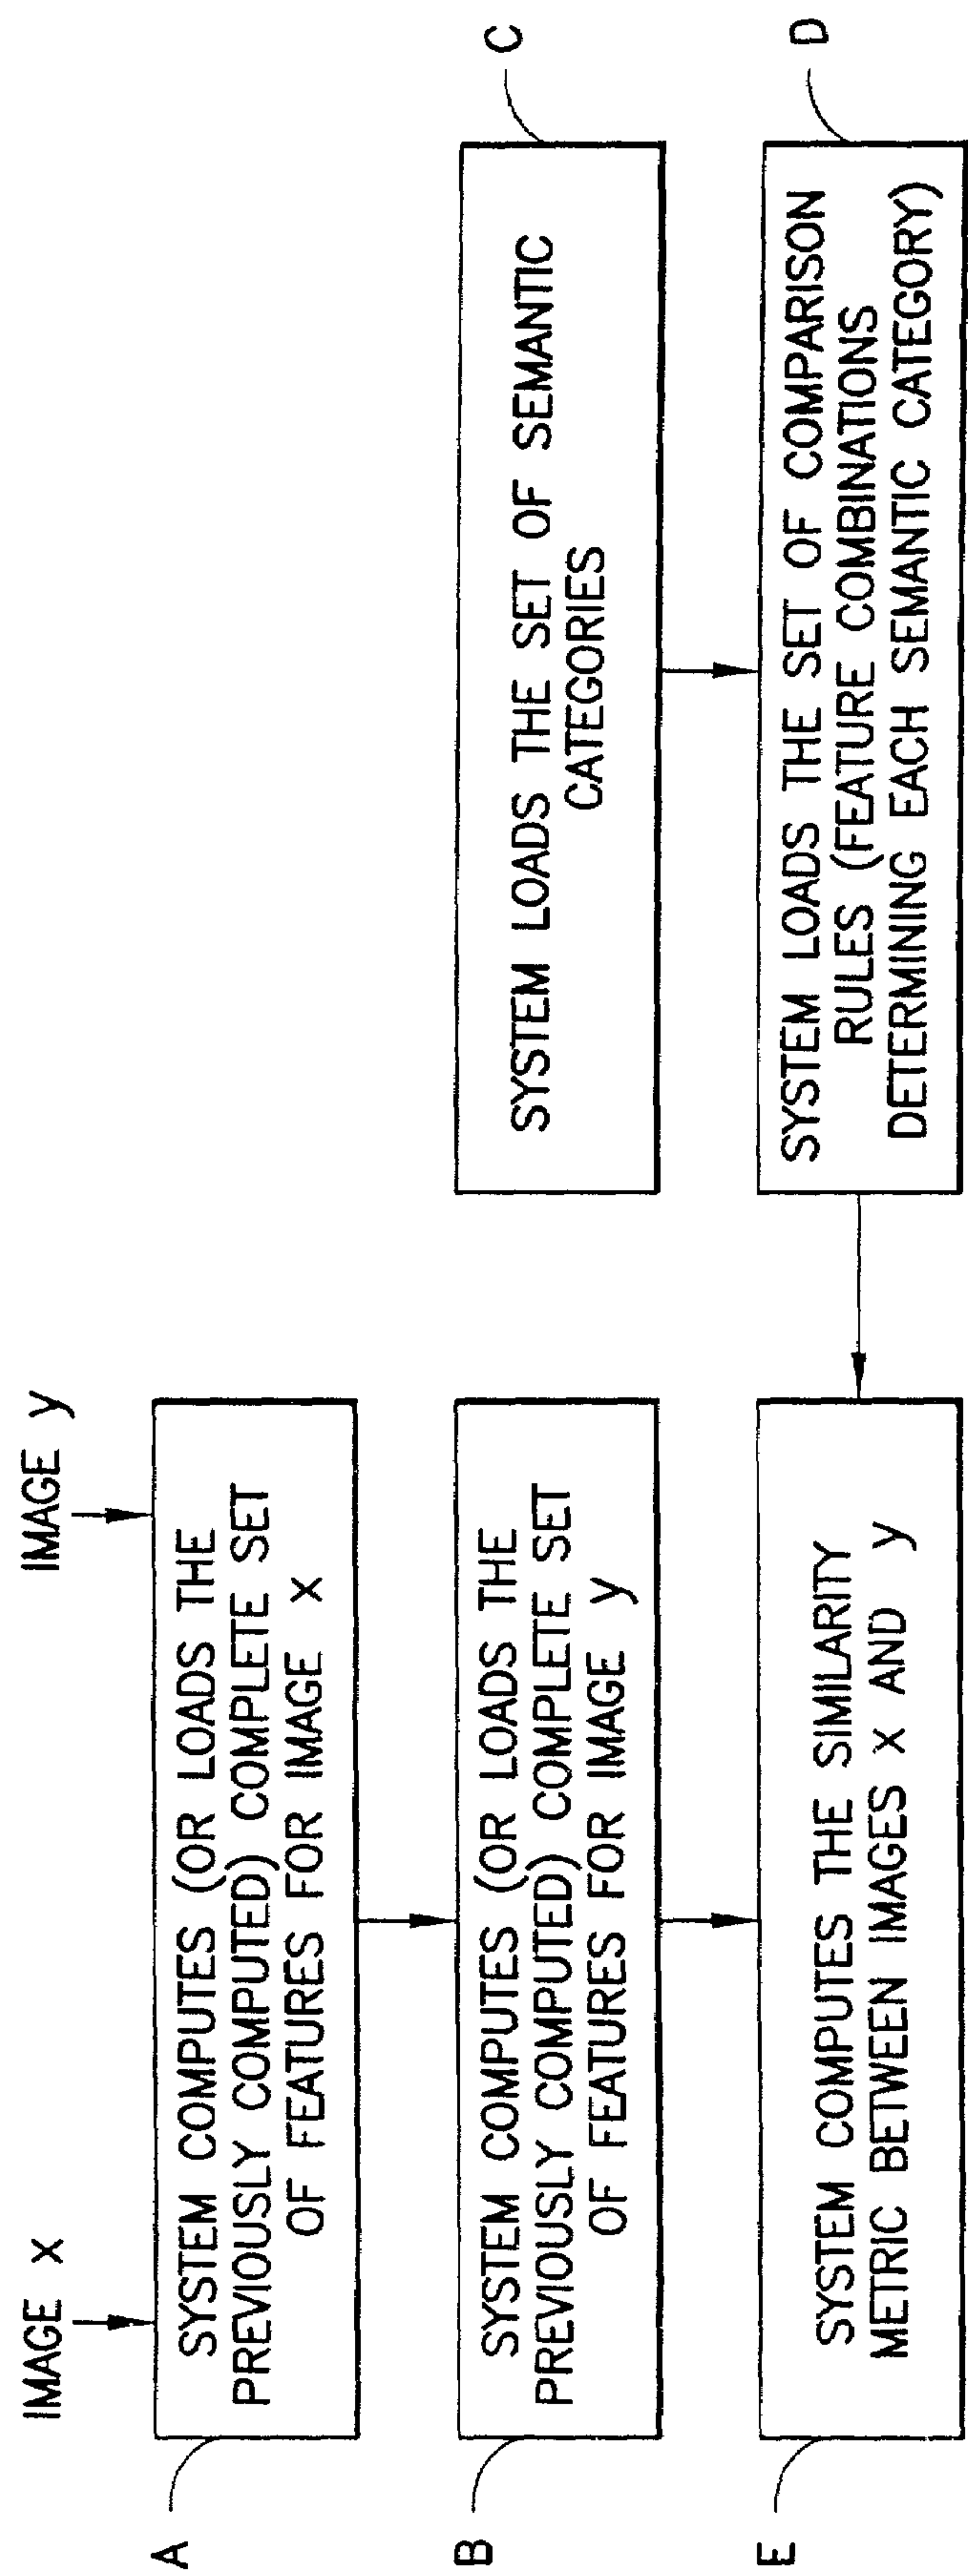 IMAGE x
IMAGE y
A
SYSTEM COMPUTES (OR LOADS THE
PREVIOUSLY COMPUTED) COMPLETE SET
OF FEATURES FOR IMAGE x
B
SYSTEM COMPUTES (OR LOADS THE
PREVIOUSLY COMPUTED) COMPLETE SET
OF FEATURES FOR IMAGE y
C
SYSTEM LOADS THE SET OF SEMANTIC
CATEGORIES
E
SYSTEM COMPUTES THE SIMILARITY
METRIC BETWEEN IMAGES x AND y
D
SYSTEM LOADS THE SET OF COMPARISON
RULES (FEATURE COMBINATIONS
DETERMINING EACH SEMANTIC CATEGORY)